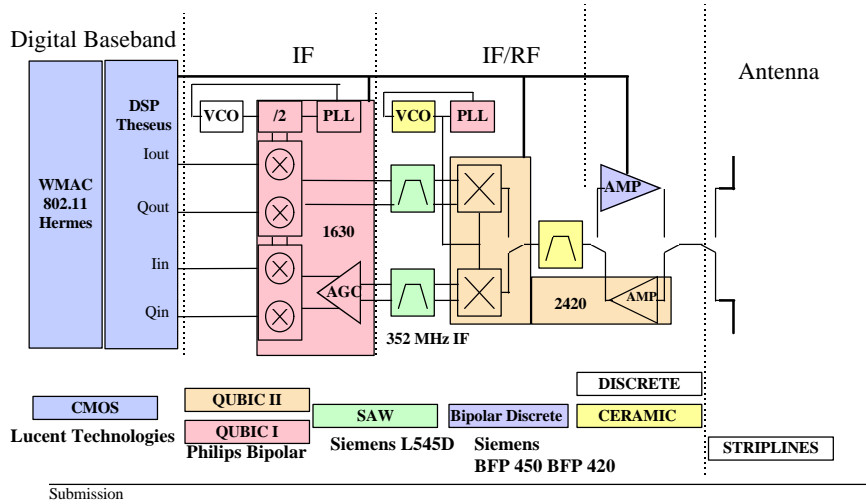 Digital Baseband
IF
IF/RF
Antenna
DSP
Theseus
VCO
/2
PLL
VCO
PLL
Iout
WMAC
802.11
Hermes
Qout
1630
AMP
Iin
AGC
2420
AMP
Qin
352 MHz IF
DISCRETE
QUBIC II
CMOS
SAW
Bipolar Discrete
CERAMIC
Lucent Technologies
QUBIC I
Philips Bipolar
Siemens L545D
Siemens
BFP 450 BFP 420
STRIPLINES
Submission